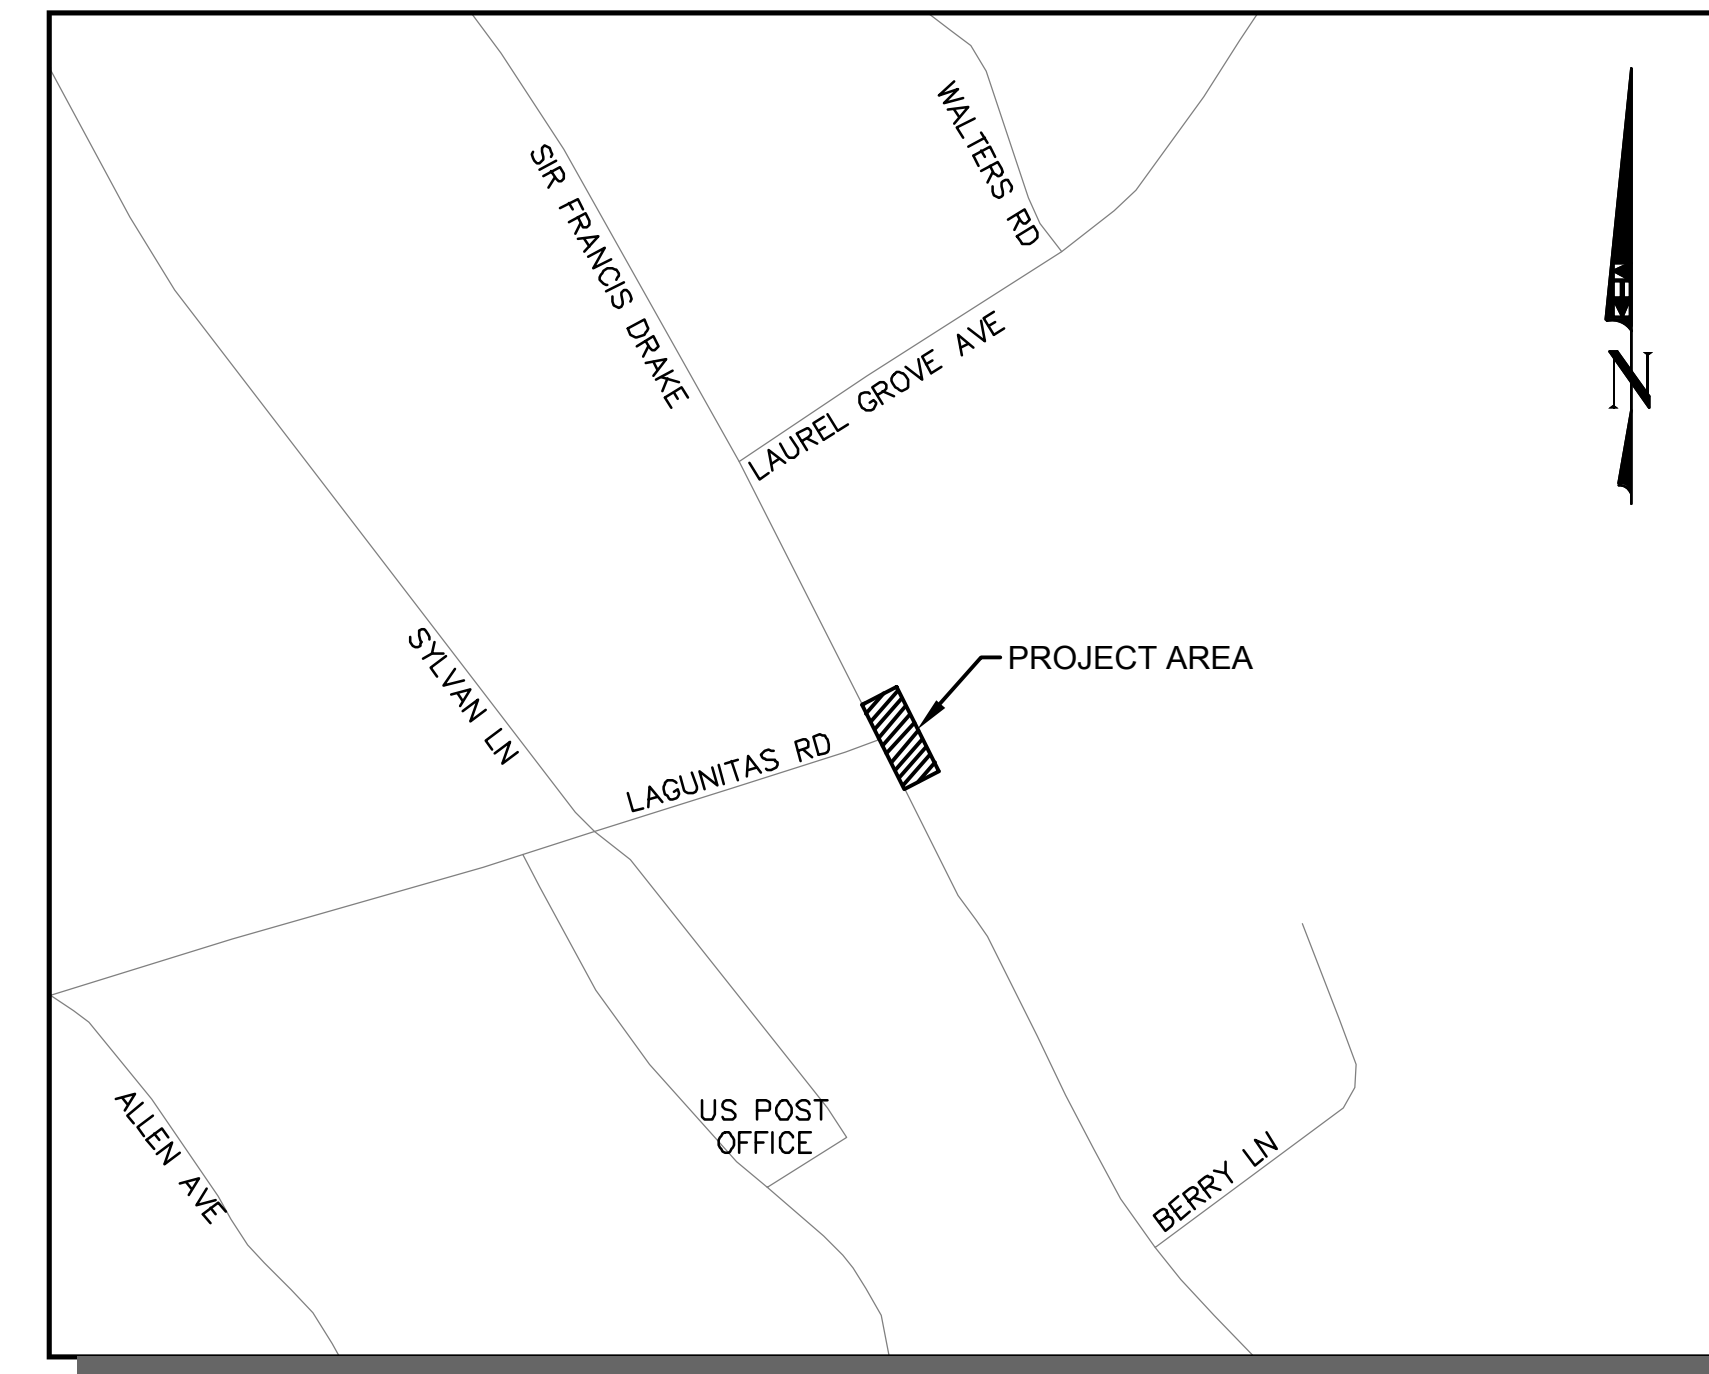 WALTERS RD
SIR FRANCIS DRAKE
LAUREL GROVE AVE
N
SYLVAN LN
PROJECT AREA
LAGUNITAS RD
US POST
OFFICE
ALLEN AVE
BERRY LN